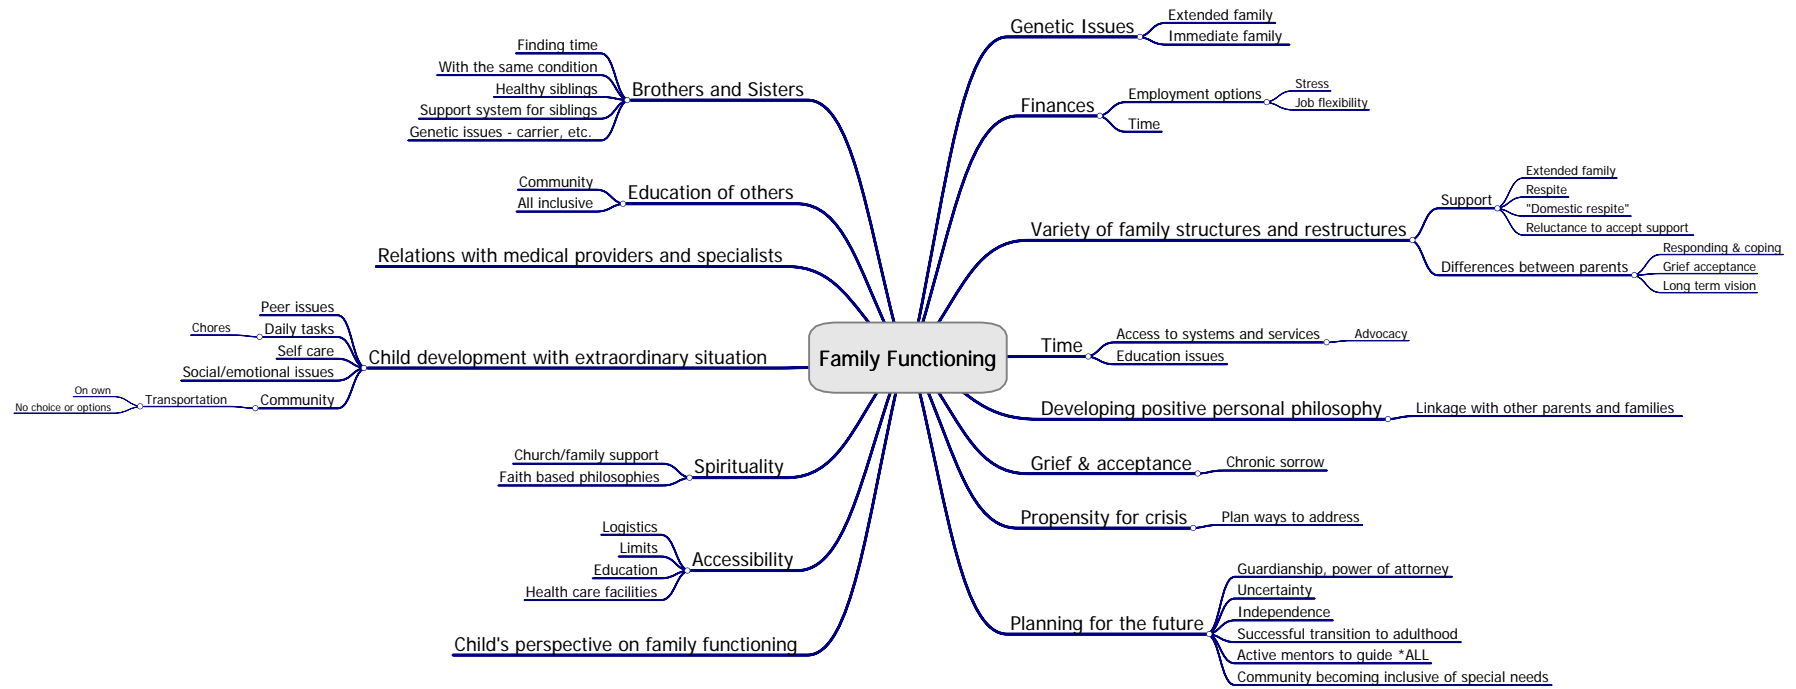 Family Functioning
Genetic Issues
Extended family
Immediate family
Finances
Employment options
Stress
Job flexibility
Time
Variety of family structures and restructures
Support
Extended family
Respite
"Domestic respite"
Reluctance to accept support
Differences between parents
Responding & coping
Grief acceptance
Long term vision
Time
Access to systems and services
Advocacy
Education issues
Developing positive personal philosophy
Linkage with other parents and families
Grief & acceptance
Chronic sorrow
Propensity for crisis
Plan ways to address
Planning for the future
Guardianship, power of attorney
Uncertainty
Independence
Successful transition to adulthood
Active mentors to guide *ALL
Community becoming inclusive of special needs
Brothers and Sisters
Finding time
With the same condition
Healthy siblings
Support system for siblings
Genetic issues - carrier, etc.
Education of others
Community
All inclusive
Relations with medical providers and specialists
Child development with extraordinary situation
Peer issues
Daily tasks
Chores
Self care
Social/emotional issues
Community
Transportation
On own
No choice or options
Spirituality
Church/family support
Faith based philosophies
Accessibility
Logistics
Limits
Education
Health care facilities
Child's perspective on family functioning